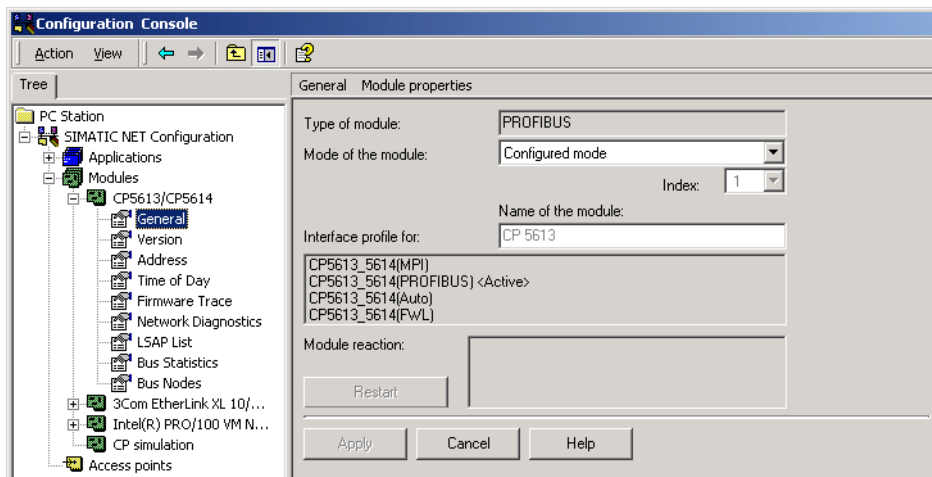 Configuration Console
Action View
Tree
General Module properties
PC Station
SIMATIC NET Configuration
Applications
Modules
CP5613/CP5614
General
Version
Address
Time of Day
Firmware Trace
Network Diagnostics
LSAP List
Bus Statistics
Bus Nodes
3Com EtherLink XL 10/...
Intel(R) PRO/100 VM N...
CP simulation
Access points
Type of module: PROFIBUS
Mode of the module: Configured mode
Index: 1
Name of the module:
Interface profile for: CP 5613
CP5613_5614(MPI)
CP5613_5614(PROFIBUS) <Active>
CP5613_5614(Auto)
CP5613_5614(FWL)
Module reaction:
Restart
Apply Cancel Help